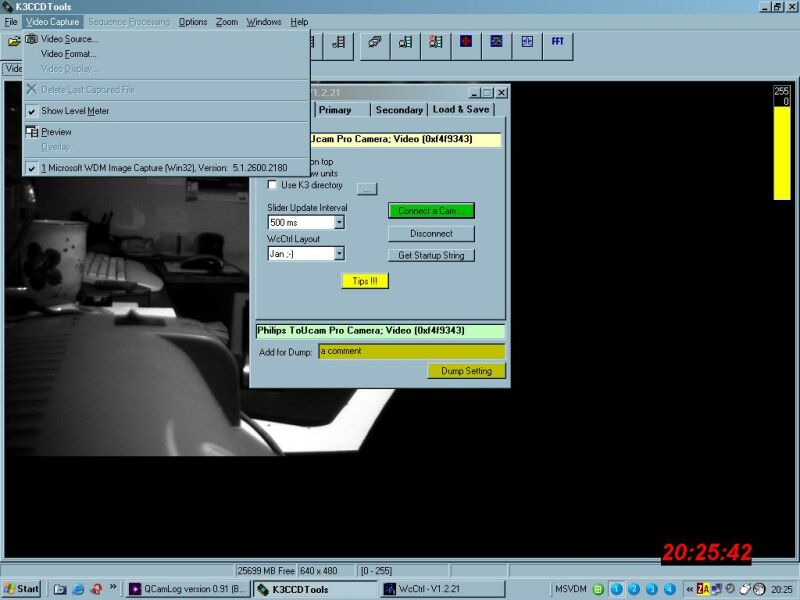 K3CCDTools
File Video Capture Sequence Processing Options Zoom Windows Help
Video Source...
Video Format...
Video Display...
Delete Last Captured File
Show Level Meter
Preview
Overlay
1 Microsoft WDM Image Capture (Win32), Version: 5.1.2600.2180
FFT
Vide
255
0
V1.2.21
Primary Secondary Load & Save
Ucam Pro Camera; Video (0xf4f9343)
on top
w units
Use K3 directory ...
Slider Update Interval
500 ms
Connect a Cam...
WcCtrl Layout
Disconnect
Jan ;-)
Get Startup String
Tips !!!
Philips ToUcam Pro Camera; Video (0xf4f9343)
Add for Dump: a comment
Dump Setting
20:25:42
25699 MB Free 640 x 480 [0 - 255]
Start » QCamLog version 0.91 (B... K3CCDTools WcCtrl - V1.2.21 MSVDM 1 2 3 4 « ZA 20:25